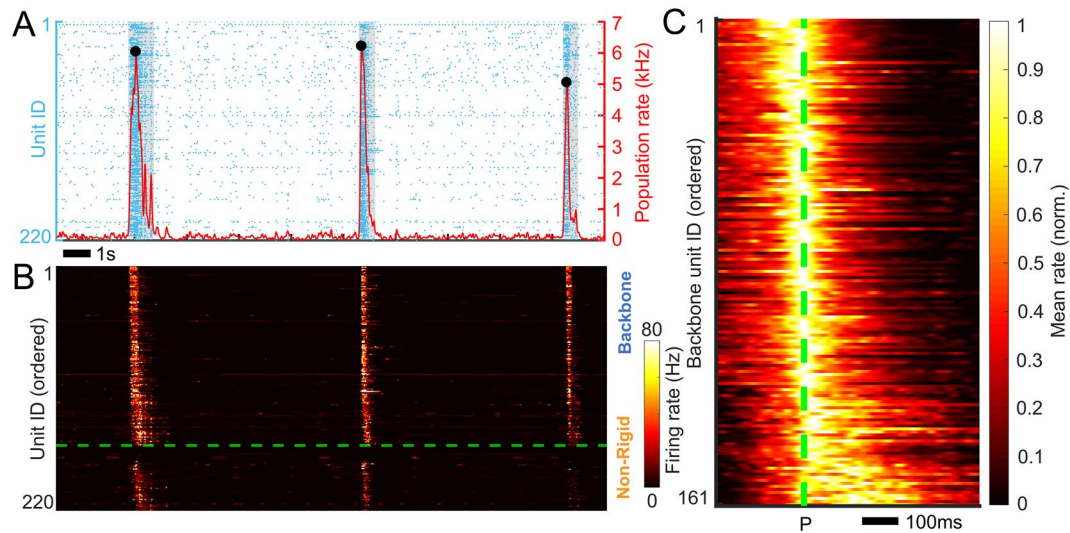 A
1
Unit ID
220
7
6
5
4
3
2
1
0
Population rate (kHz)
1s
B
1
Unit ID (ordered)
220
Backbone
Non-Rigid
80
Firing rate (Hz)
0
C
1
Backbone unit ID (ordered)
161
P
100ms
1
0.9
0.8
0.7
0.6
0.5
0.4
0.3
0.2
0.1
0
Mean rate (norm.)